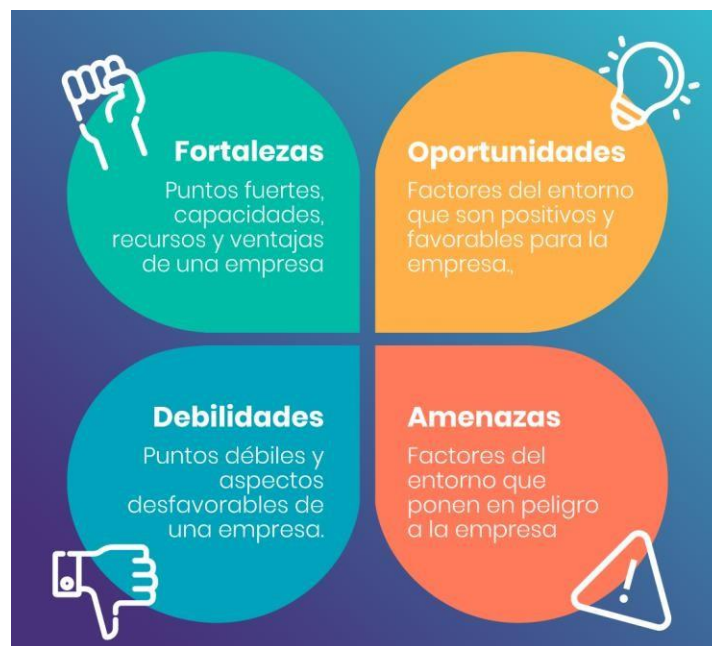 Fortalezas
Puntos fuertes,
capacidades,
recursos y ventajas
de una empresa
Oportunidades
Factores del entorno
que son positivos y
favorables para la
empresa.,
Debilidades
Puntos débiles y
aspectos
desfavorables de
una empresa.
Amenazas
Factores del
entorno que
ponen en peligro
a la empresa